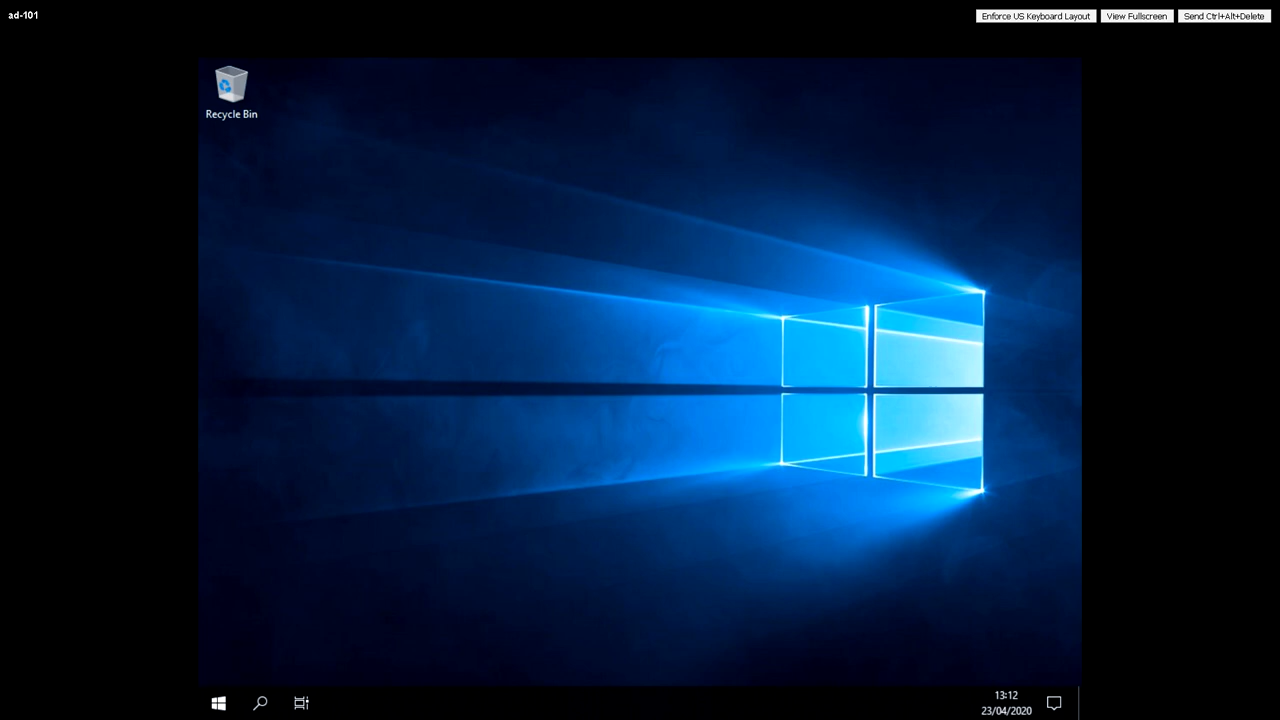 ad-101
Enforce US Keyboard Layout
View Fullscreen
Send Ctrl+Alt+Delete
Recycle Bin
13:12
23/04/2020